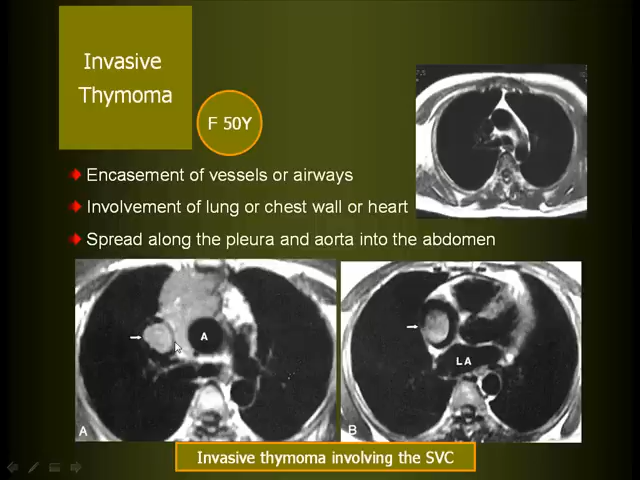 Invasive
Thymoma
F 50Y
Encasement of vessels or airways
Involvement of lung or chest wall or heart
Spread along the pleura and aorta into the abdomen
A
A
LA
B
Invasive thymoma involving the SVC